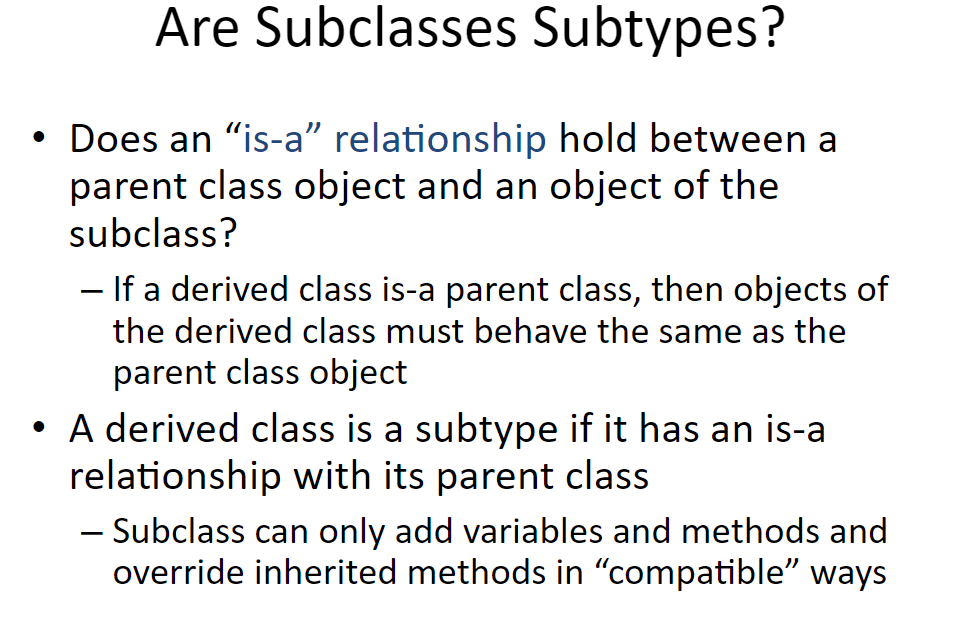 Are Subclasses Subtypes?
• Does an “is-a” relationship hold between a
parent class object and an object of the
subclass?
– If a derived class is-a parent class, then objects of
the derived class must behave the same as the
parent class object
• A derived class is a subtype if it has an is-a
relationship with its parent class
– Subclass can only add variables and methods and
override inherited methods in “compatible” ways